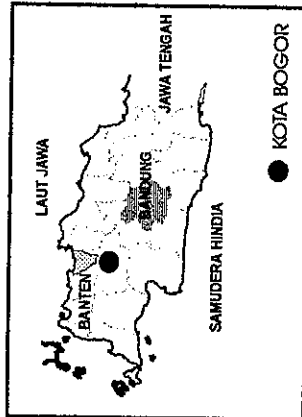 LAUT JAWA
BANTEN
BANDUNG
JAWA TENGAH
SAMUDERA HINDIA
KOTA BOGOR